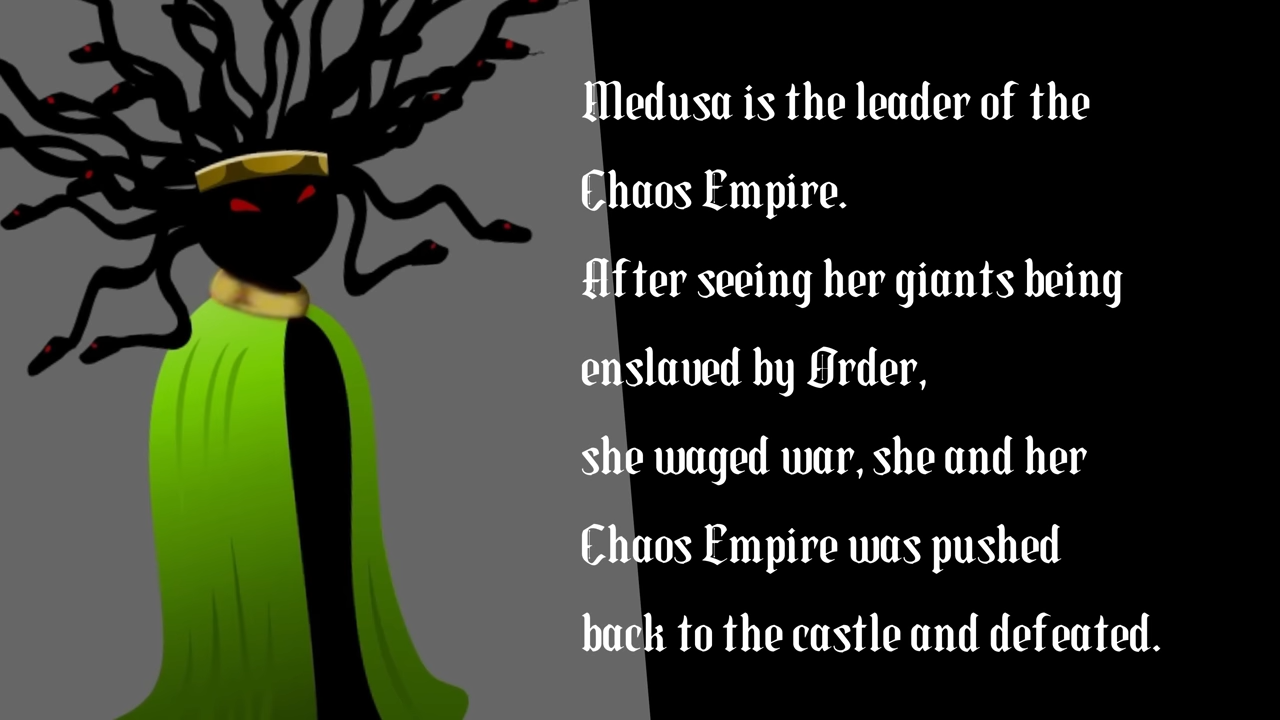 Medusa is the leader of the
Chaos Empire.
After seeing her giants being
enslaved by Order,
she waged war, she and her
Chaos Empire was pushed
back to the castle and defeated.